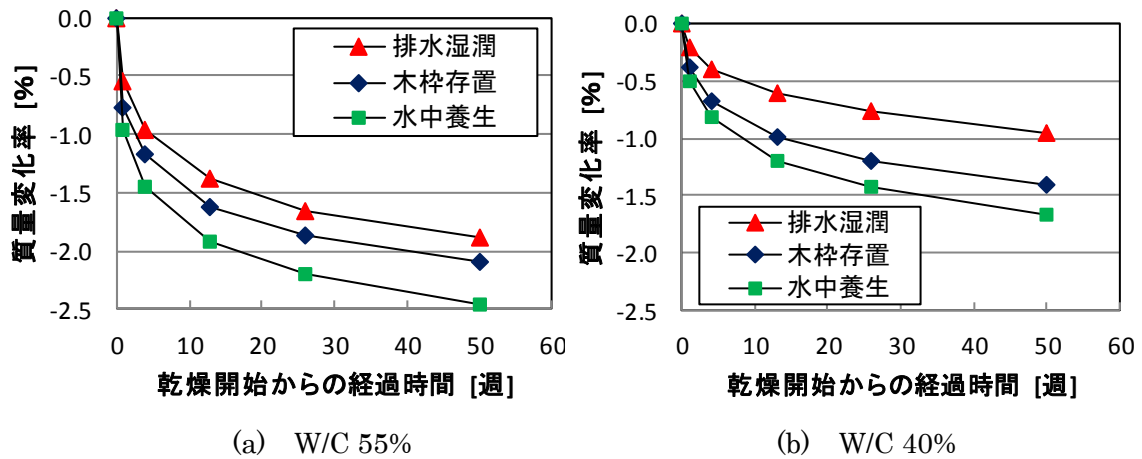 0.0
-0.5
-1.0
-1.5
-2.0
-2.5
質量変化率 [%]
排水湿潤
木枠存置
水中養生
0 10 20 30 40 50 60
乾燥開始からの経過時間 [週]
(a) W/C 55%
0.0
-0.5
-1.0
-1.5
-2.0
-2.5
質量変化率 [%]
排水湿潤
木枠存置
水中養生
0 10 20 30 40 50 60
乾燥開始からの経過時間 [週]
(b) W/C 40%